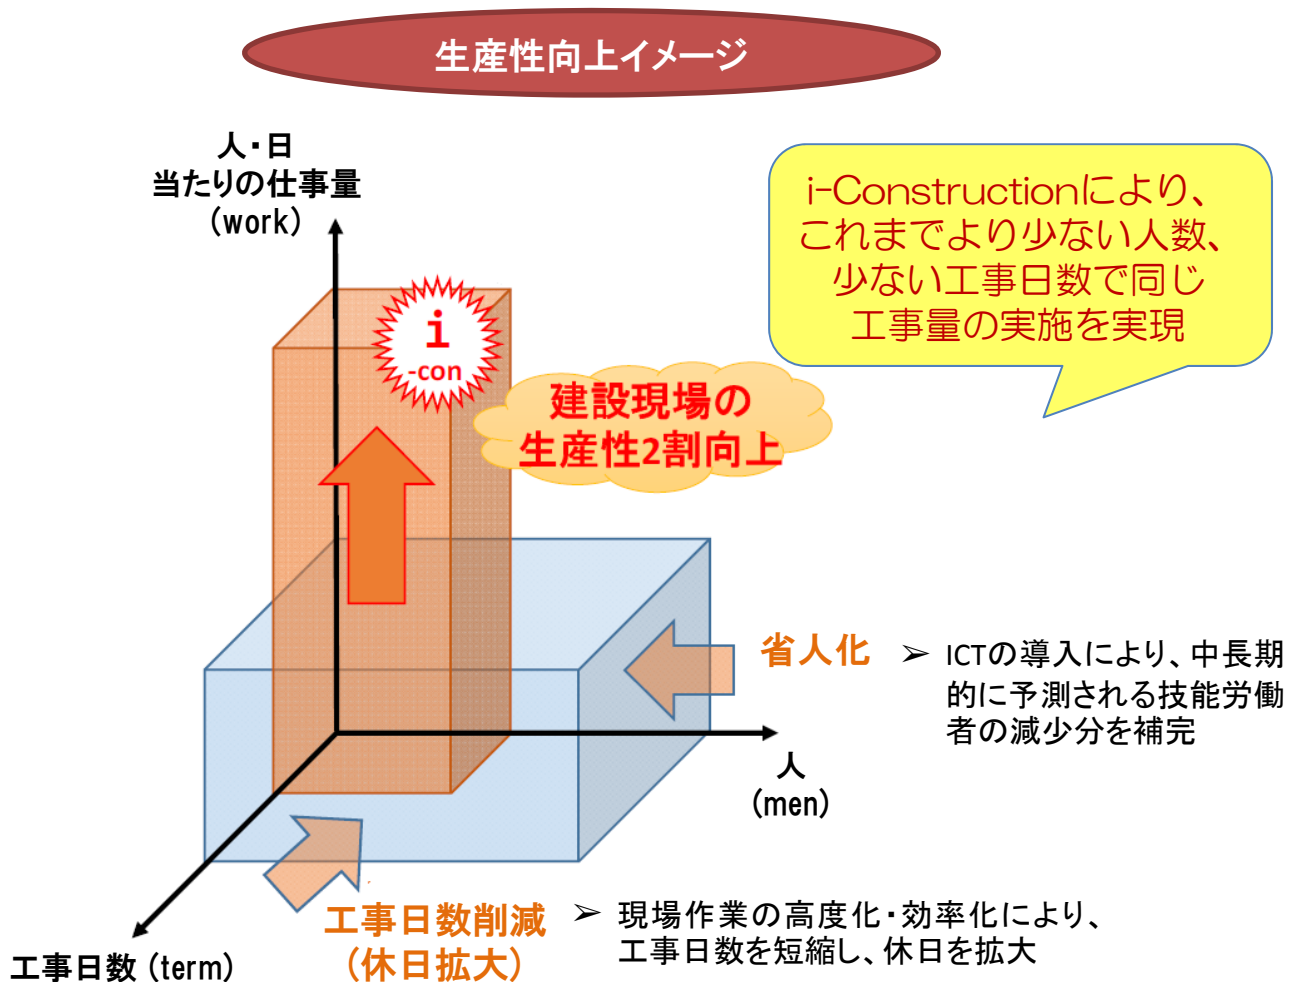 生産性向上イメージ
人・日
当たりの仕事量
(work)
i-Constructionにより、
これまでより少ない人数、
少ない工事日数で同じ
工事量の実施を実現
i
-con
建設現場の
生産性2割向上
省人化
➢ ICTの導入により、中長期
的に予測される技能労働
者の減少分を補完
人
(men)
工事日数削減
(休日拡大)
➢ 現場作業の高度化・効率化により、
工事日数を短縮し、休日を拡大
工事日数 (term)